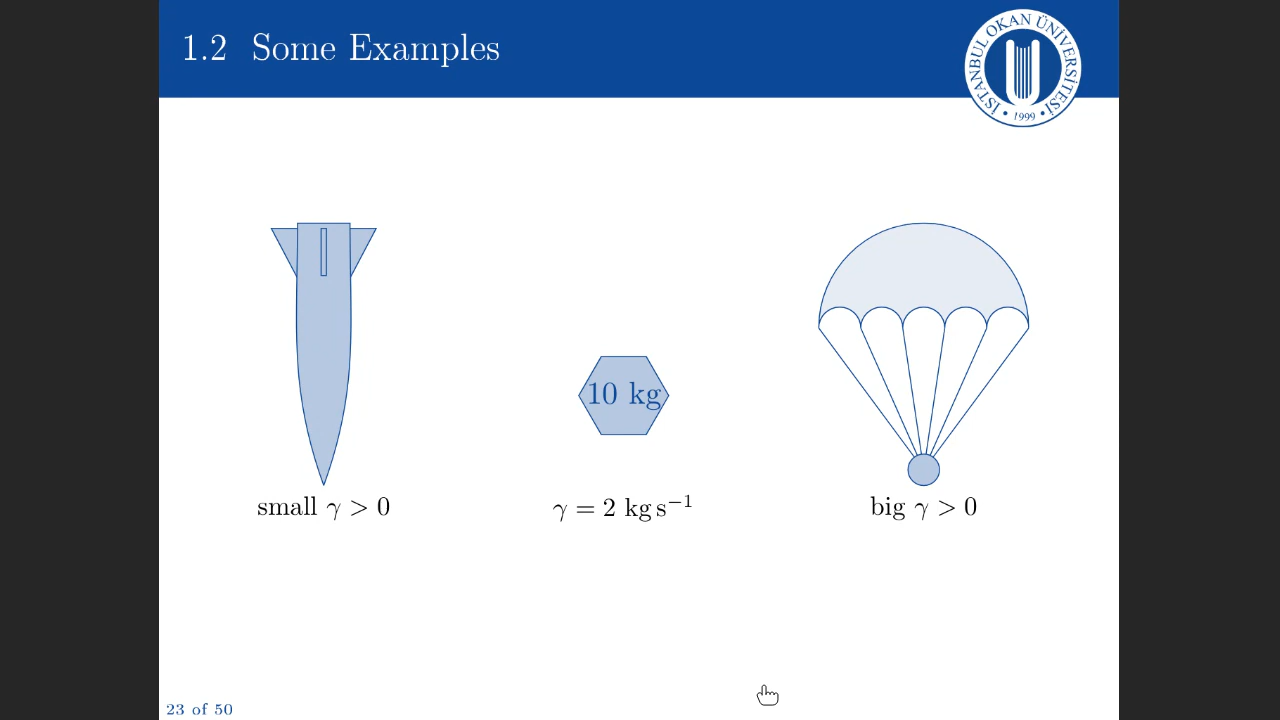 1.2 Some Examples
İSTANBUL OKAN ÜNİVERSİTESİ
• 1999 •
10 kg
small γ > 0
γ = 2 kg s⁻¹
big γ > 0
23 of 50